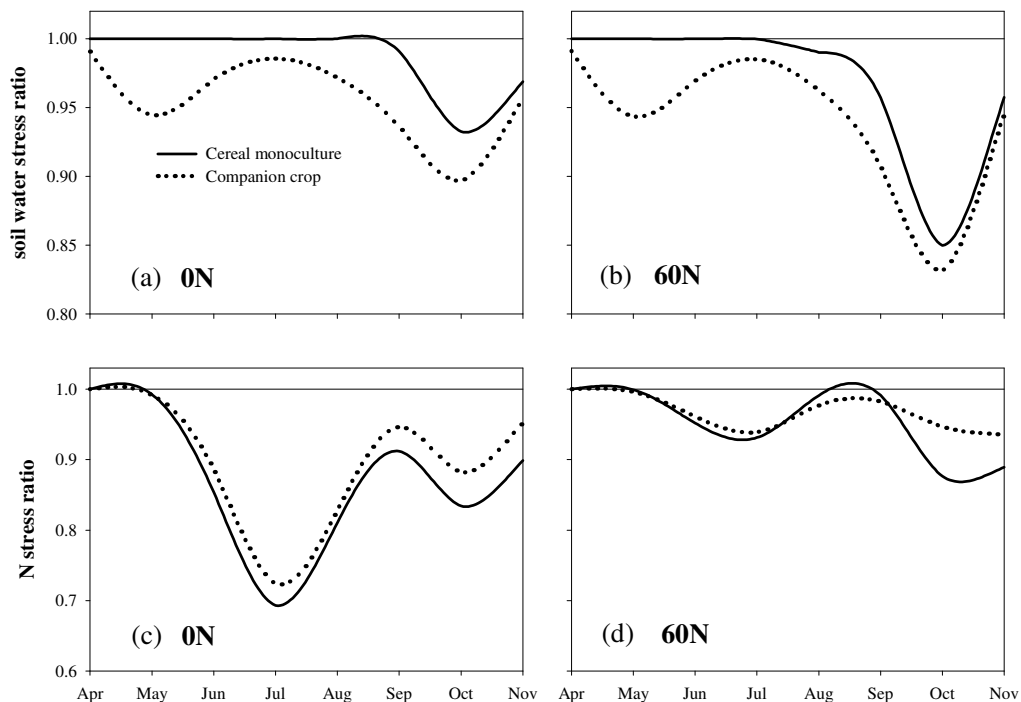 soil water stress ratio
1.00
0.95
0.90
0.85
0.80
Cereal monoculture
Companion crop
(a) 0N
(b) 60N
N stress ratio
1.0
0.9
0.8
0.7
0.6
(c) 0N
(d) 60N
Apr May Jun Jul Aug Sep Oct Nov
Apr May Jun Jul Aug Sep Oct Nov